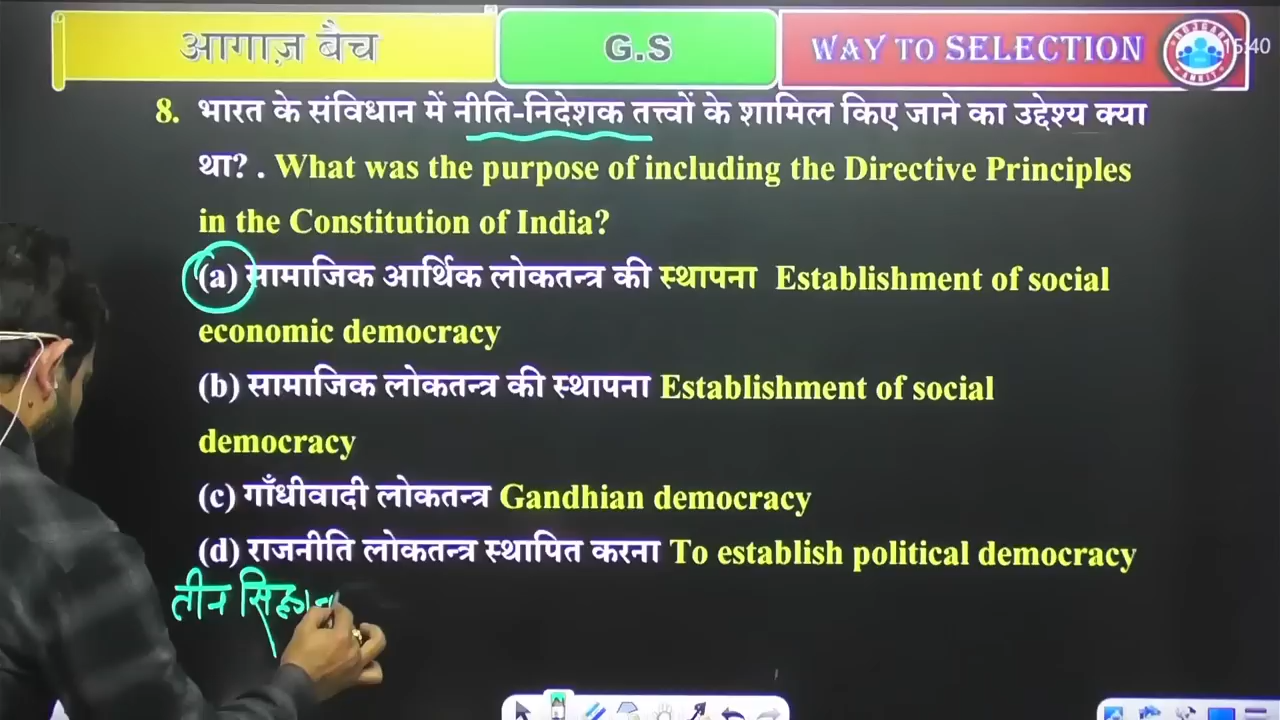 आगाज़ बैच
G.S
WAY TO SELECTION
15:40
8. भारत के संविधान में नीति-निदेशक तत्त्वों के शामिल किए जाने का उद्देश्य क्या
था? . What was the purpose of including the Directive Principles
in the Constitution of India?
(a) सामाजिक आर्थिक लोकतन्त्र की स्थापना Establishment of social
economic democracy
(b) सामाजिक लोकतन्त्र की स्थापना Establishment of social
democracy
(c) गाँधीवादी लोकतन्त्र Gandhian democracy
(d) राजनीति लोकतन्त्र स्थापित करना To establish political democracy
तीन